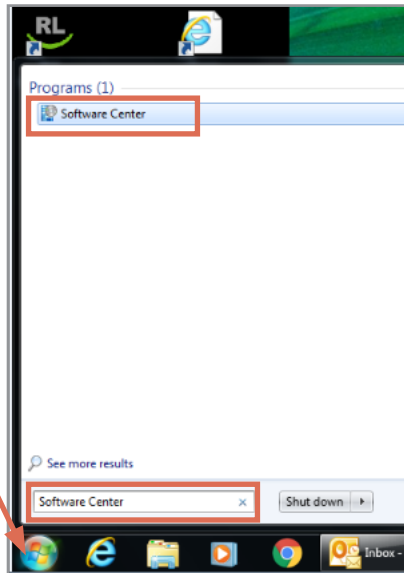 RL
Programs (1)
Software Center
See more results
Software Center × Shut down
Inbox -